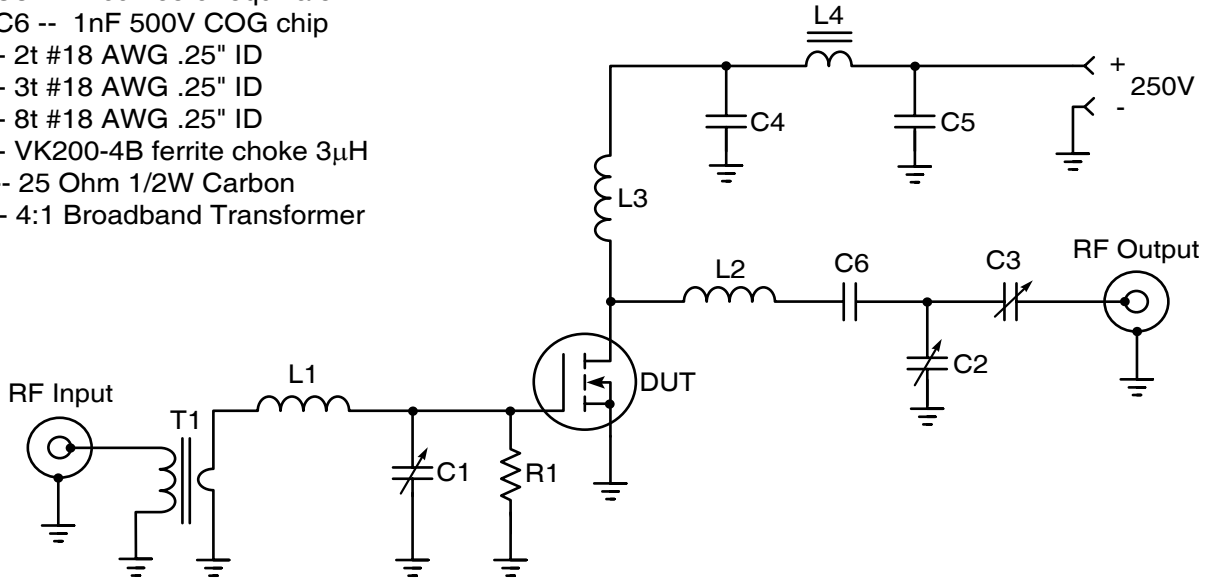 C6 -- 1nF 500V COG chip
- 2t #18 AWG .25" ID
- 3t #18 AWG .25" ID
- 8t #18 AWG .25" ID
- VK200-4B ferrite choke 3µH
-- 25 Ohm 1/2W Carbon
- 4:1 Broadband Transformer
L4
+
250V
-
C4
C5
L3
RF Output
L2
C6
C3
C2
DUT
RF Input
L1
T1
C1
R1